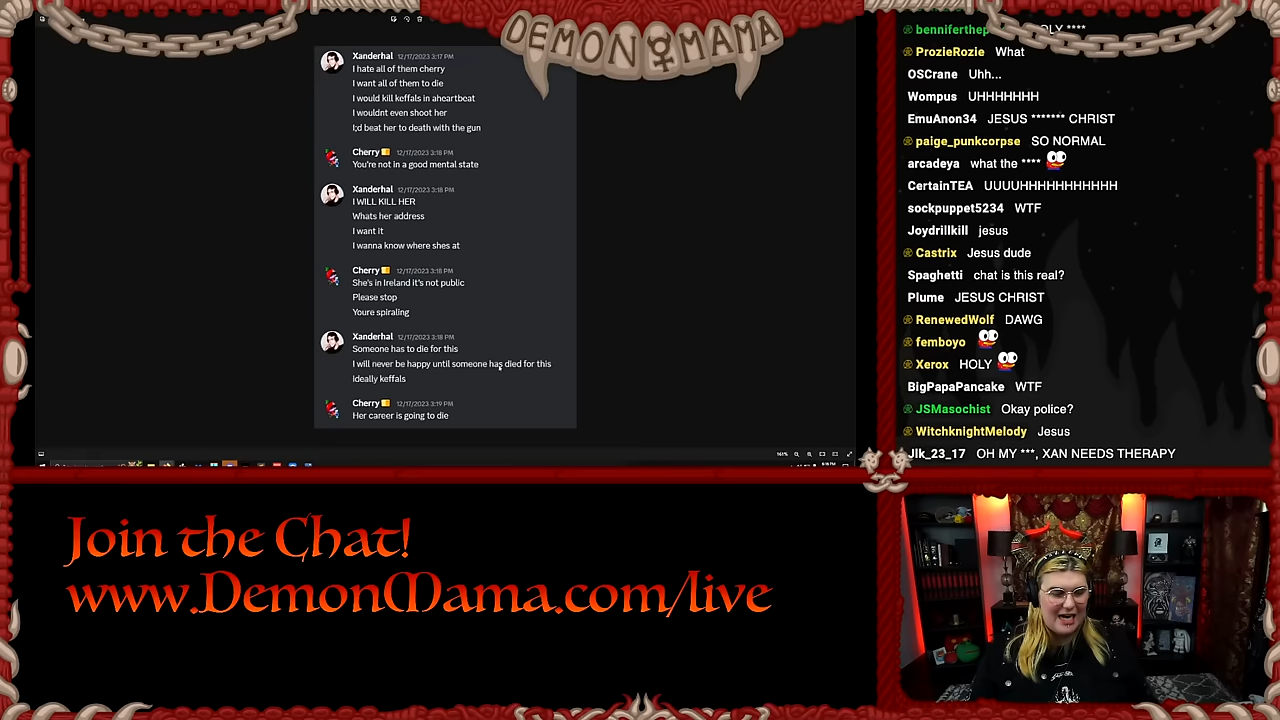 DEMON MAMA
Xanderhal 12/17/2023 3:17 PM
I hate all of them cherry
I want all of them to die
I would kill keffals in aheartbeat
I wouldnt even shoot her
I;d beat her to death with the gun
Cherry 12/17/2023 3:18 PM
You're not in a good mental state
Xanderhal 12/17/2023 3:18 PM
I WILL KILL HER
Whats her address
I want it
I wanna know where shes at
Cherry 12/17/2023 3:18 PM
She's in Ireland it's not public
Please stop
Youre spiraling
Xanderhal 12/17/2023 3:18 PM
Someone has to die for this
I will never be happy until someone has died for this
Ideally keffals
Cherry 12/17/2023 3:19 PM
Her career is going to die
161%
Join the Chat!
www.DemonMama.com/live
****
ProzieRozie What
OSCrane Uhh...
Wompus UHHHHHHH
EmuAnon34 JESUS ******* CHRIST
paige_punkcorpse SO NORMAL
arcadeya what the ****
CertainTEA UUUUHHHHHHHHHHH
sockpuppet5234 WTF
Joydrillkill jesus
Castrix Jesus dude
Spaghetti chat is this real?
Plume JESUS CHRIST
RenewedWolf DAWG
femboyo
Xerox HOLY
BigPapaPancake WTF
JSMasochist Okay police?
WitchknightMelody Jesus
OH MY ***, XAN NEEDS THERAPY